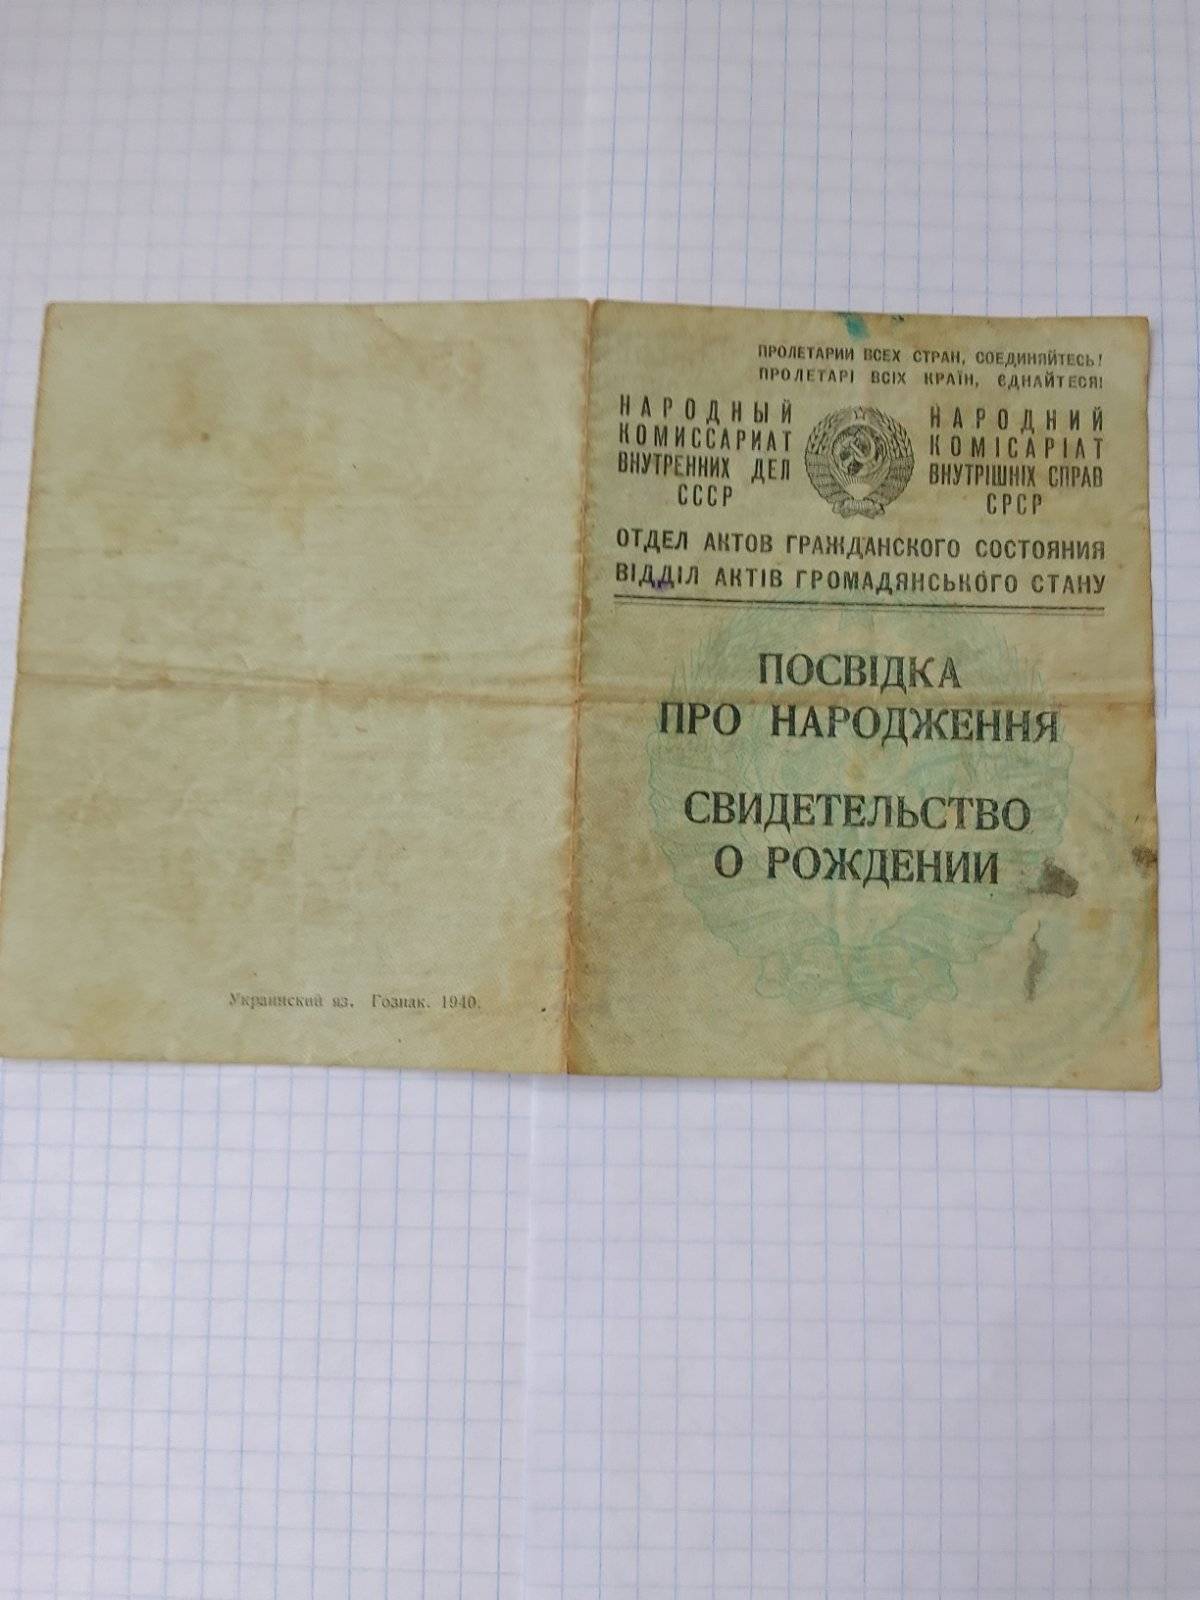 ПРОЛЕТАРИИ ВСЕХ СТРАН, СОЕДИНЯЙТЕСЬ!
ПРОЛЕТАРІ ВСІХ КРАЇН, ЄДНАЙТЕСЯ!
НАРОДНЫЙ
КОМИССАРИАТ
ВНУТРЕННИХ ДЕЛ
СССР
НАРОДНИЙ
КОМІСАРІАТ
ВНУТРІШНІХ СПРАВ
СРСР
ОТДЕЛ АКТОВ ГРАЖДАНСКОГО СОСТОЯНИЯ
ВІДДІЛ АКТІВ ГРОМАДЯНСЬКОГО СТАНУ
ПОСВІДКА
ПРО НАРОДЖЕННЯ
СВИДЕТЕЛЬСТВО
О РОЖДЕНИИ
Украинский яз. Гознак. 1940.